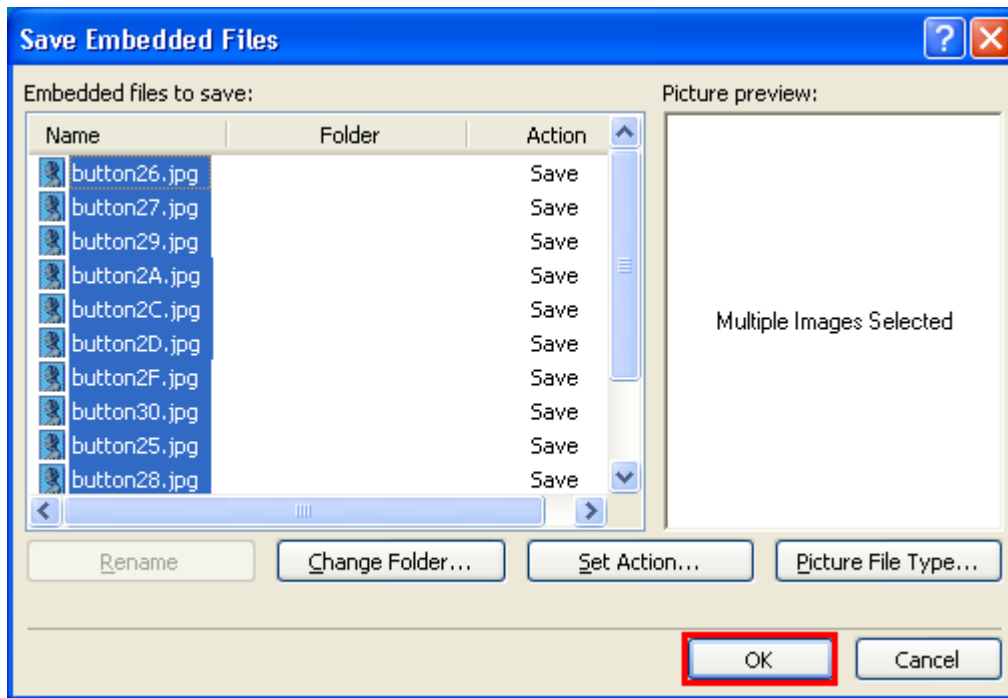 Save Embedded Files
Embedded files to save:
Picture preview:
Name Folder Action
button26.jpg Save
button27.jpg Save
button29.jpg Save
button2A.jpg Save
button2C.jpg Save
button2D.jpg Save
button2F.jpg Save
button30.jpg Save
button25.jpg Save
button28.jpg Save
Multiple Images Selected
Rename Change Folder... Set Action... Picture File Type...
OK Cancel